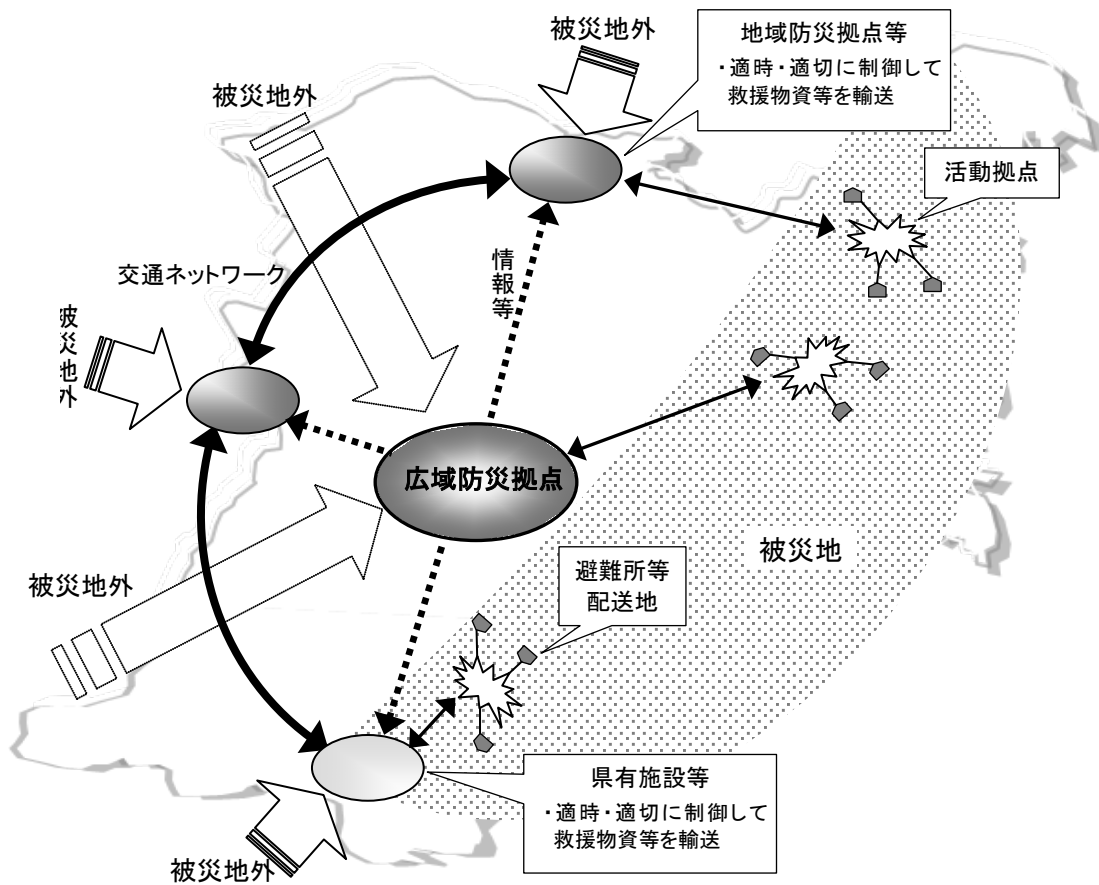 被災地外
地域防災拠点等
・適時・適切に制御して
救援物資等を輸送
被災地外
活動拠点
情報等
交通ネットワーク
被災地外
広域防災拠点
被災地
避難所等
配送地
被災地外
県有施設等
・適時・適切に制御して
救援物資等を輸送
被災地外